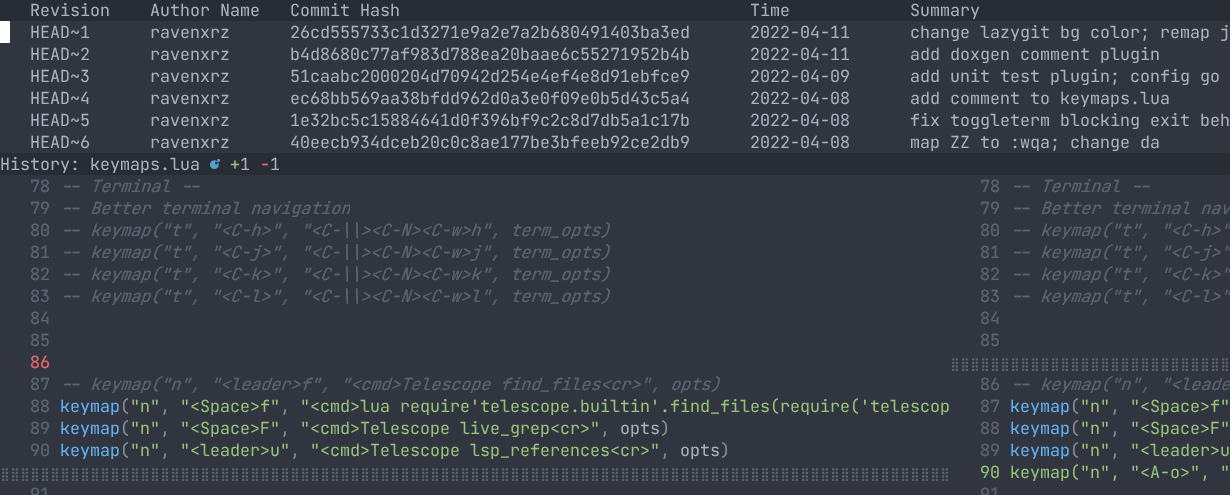 Revision Author Name Commit Hash Time Summary
HEAD~1 ravenxrz 26cd555733c1d3271e9a2e7a2b680491403ba3ed 2022-04-11 change lazygit bg color; remap j
HEAD~2 ravenxrz b4d8680c77af983d788ea20baae6c55271952b4b 2022-04-11 add doxgen comment plugin
HEAD~3 ravenxrz 51caabc2000204d70942d254e4ef4e8d91ebfce9 2022-04-09 add unit test plugin; config go
HEAD~4 ravenxrz ec68bb569aa38bfdd962d0a3e0f09e0b5d43c5a4 2022-04-08 add comment to keymaps.lua
HEAD~5 ravenxrz 1e32bc5c15884641d0f396bf9c2c8d7db5a1c17b 2022-04-08 fix toggleterm blocking exit beh
HEAD~6 ravenxrz 40eecb934dceb20c0c8ae177be3bfeeb92ce2db9 2022-04-08 map ZZ to :wqa; change da
History: keymaps.lua +1 -1
78 -- Terminal --
79 -- Better terminal navigation
80 -- keymap("t", "<C-h>", "<C-\||><C-N><C-w>h", term_opts)
81 -- keymap("t", "<C-j>", "<C-\||><C-N><C-w>j", term_opts)
82 -- keymap("t", "<C-k>", "<C-\||><C-N><C-w>k", term_opts)
83 -- keymap("t", "<C-l>", "<C-\||><C-N><C-w>l", term_opts)
84
85
86
87 -- keymap("n", "<leader>f", "<cmd>Telescope find_files<cr>", opts)
88 keymap("n", "<Space>f", "<cmd>lua require'telescope.builtin'.find_files(require('telescop
89 keymap("n", "<Space>F", "<cmd>Telescope live_grep<cr>", opts)
90 keymap("n", "<leader>u", "<cmd>Telescope lsp_references<cr>", opts)
91
78 -- Terminal --
79 -- Better terminal nav
80 -- keymap("t", "<C-h>"
81 -- keymap("t", "<C-j>"
82 -- keymap("t", "<C-k>"
83 -- keymap("t", "<C-l>"
84
85
86 -- keymap("n", "<leade
87 keymap("n", "<Space>f"
88 keymap("n", "<Space>F"
89 keymap("n", "<leader>u
90 keymap("n", "<A-o>", "
91